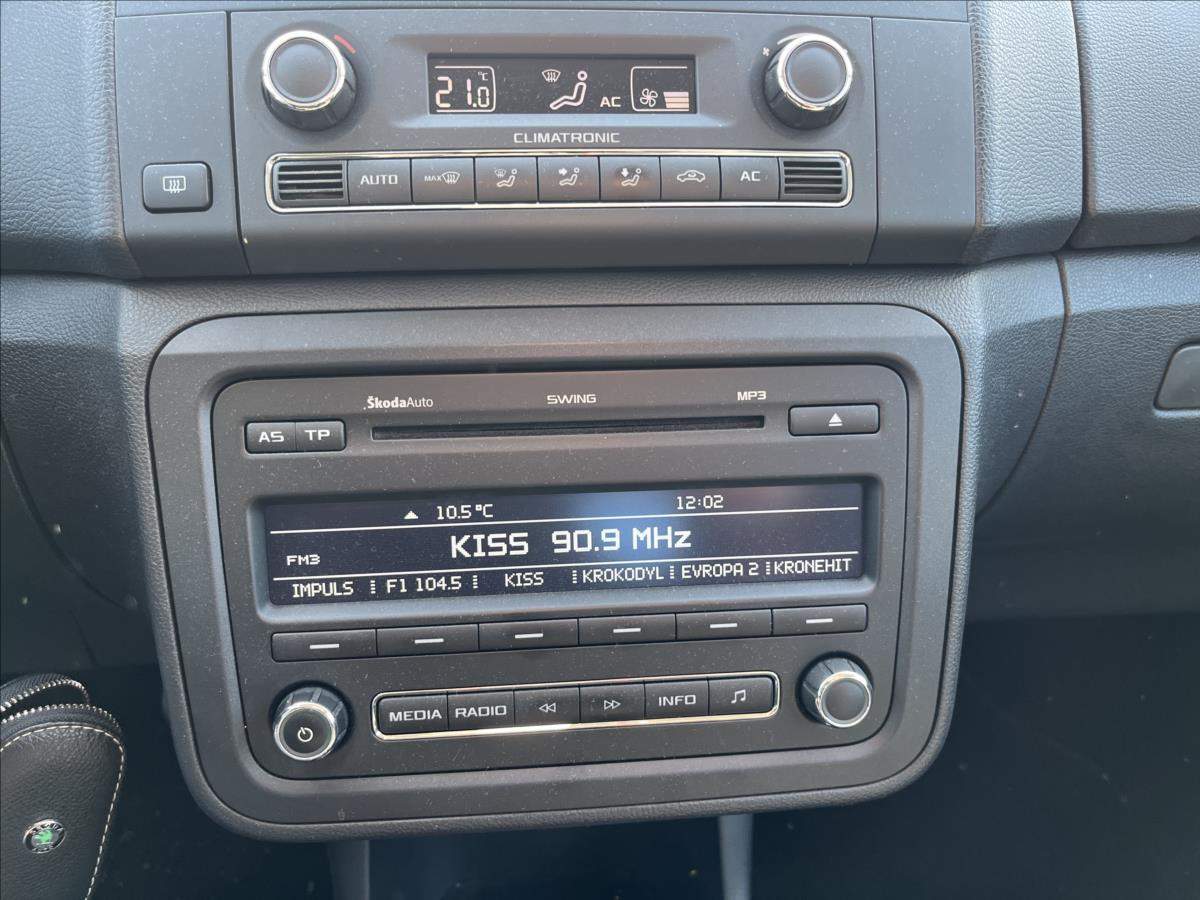 21.0 °C AC
CLIMATRONIC
AUTO MAX AC
ŠkodaAuto SWING MP3
AS TP
10.5 °C 12:02
FM3 KISS 90.9 MHz
IMPULS F1 104.5 KISS KROKODYL EVROPA 2 KRONEHIT
MEDIA RADIO INFO